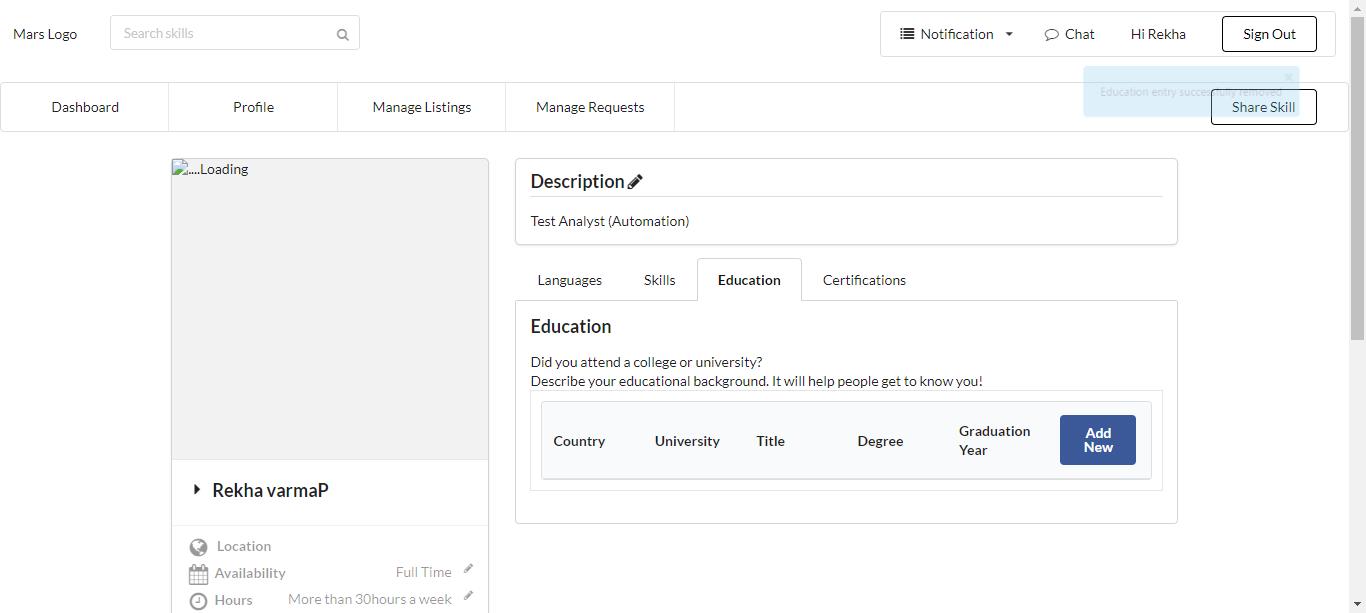 Mars Logo
Search skills
Notification
Chat
Hi Rekha
Sign Out
Education entry successfully removed
Dashboard
Profile
Manage Listings
Manage Requests
Share Skill
....Loading
Description
Test Analyst (Automation)
Languages
Skills
Education
Certifications
Education
Did you attend a college or university?
Describe your educational background. It will help people get to know you!
Country
University
Title
Degree
Graduation
Year
Add
New
Rekha varmaP
Location
Availability
Full Time
Hours
More than 30hours a week